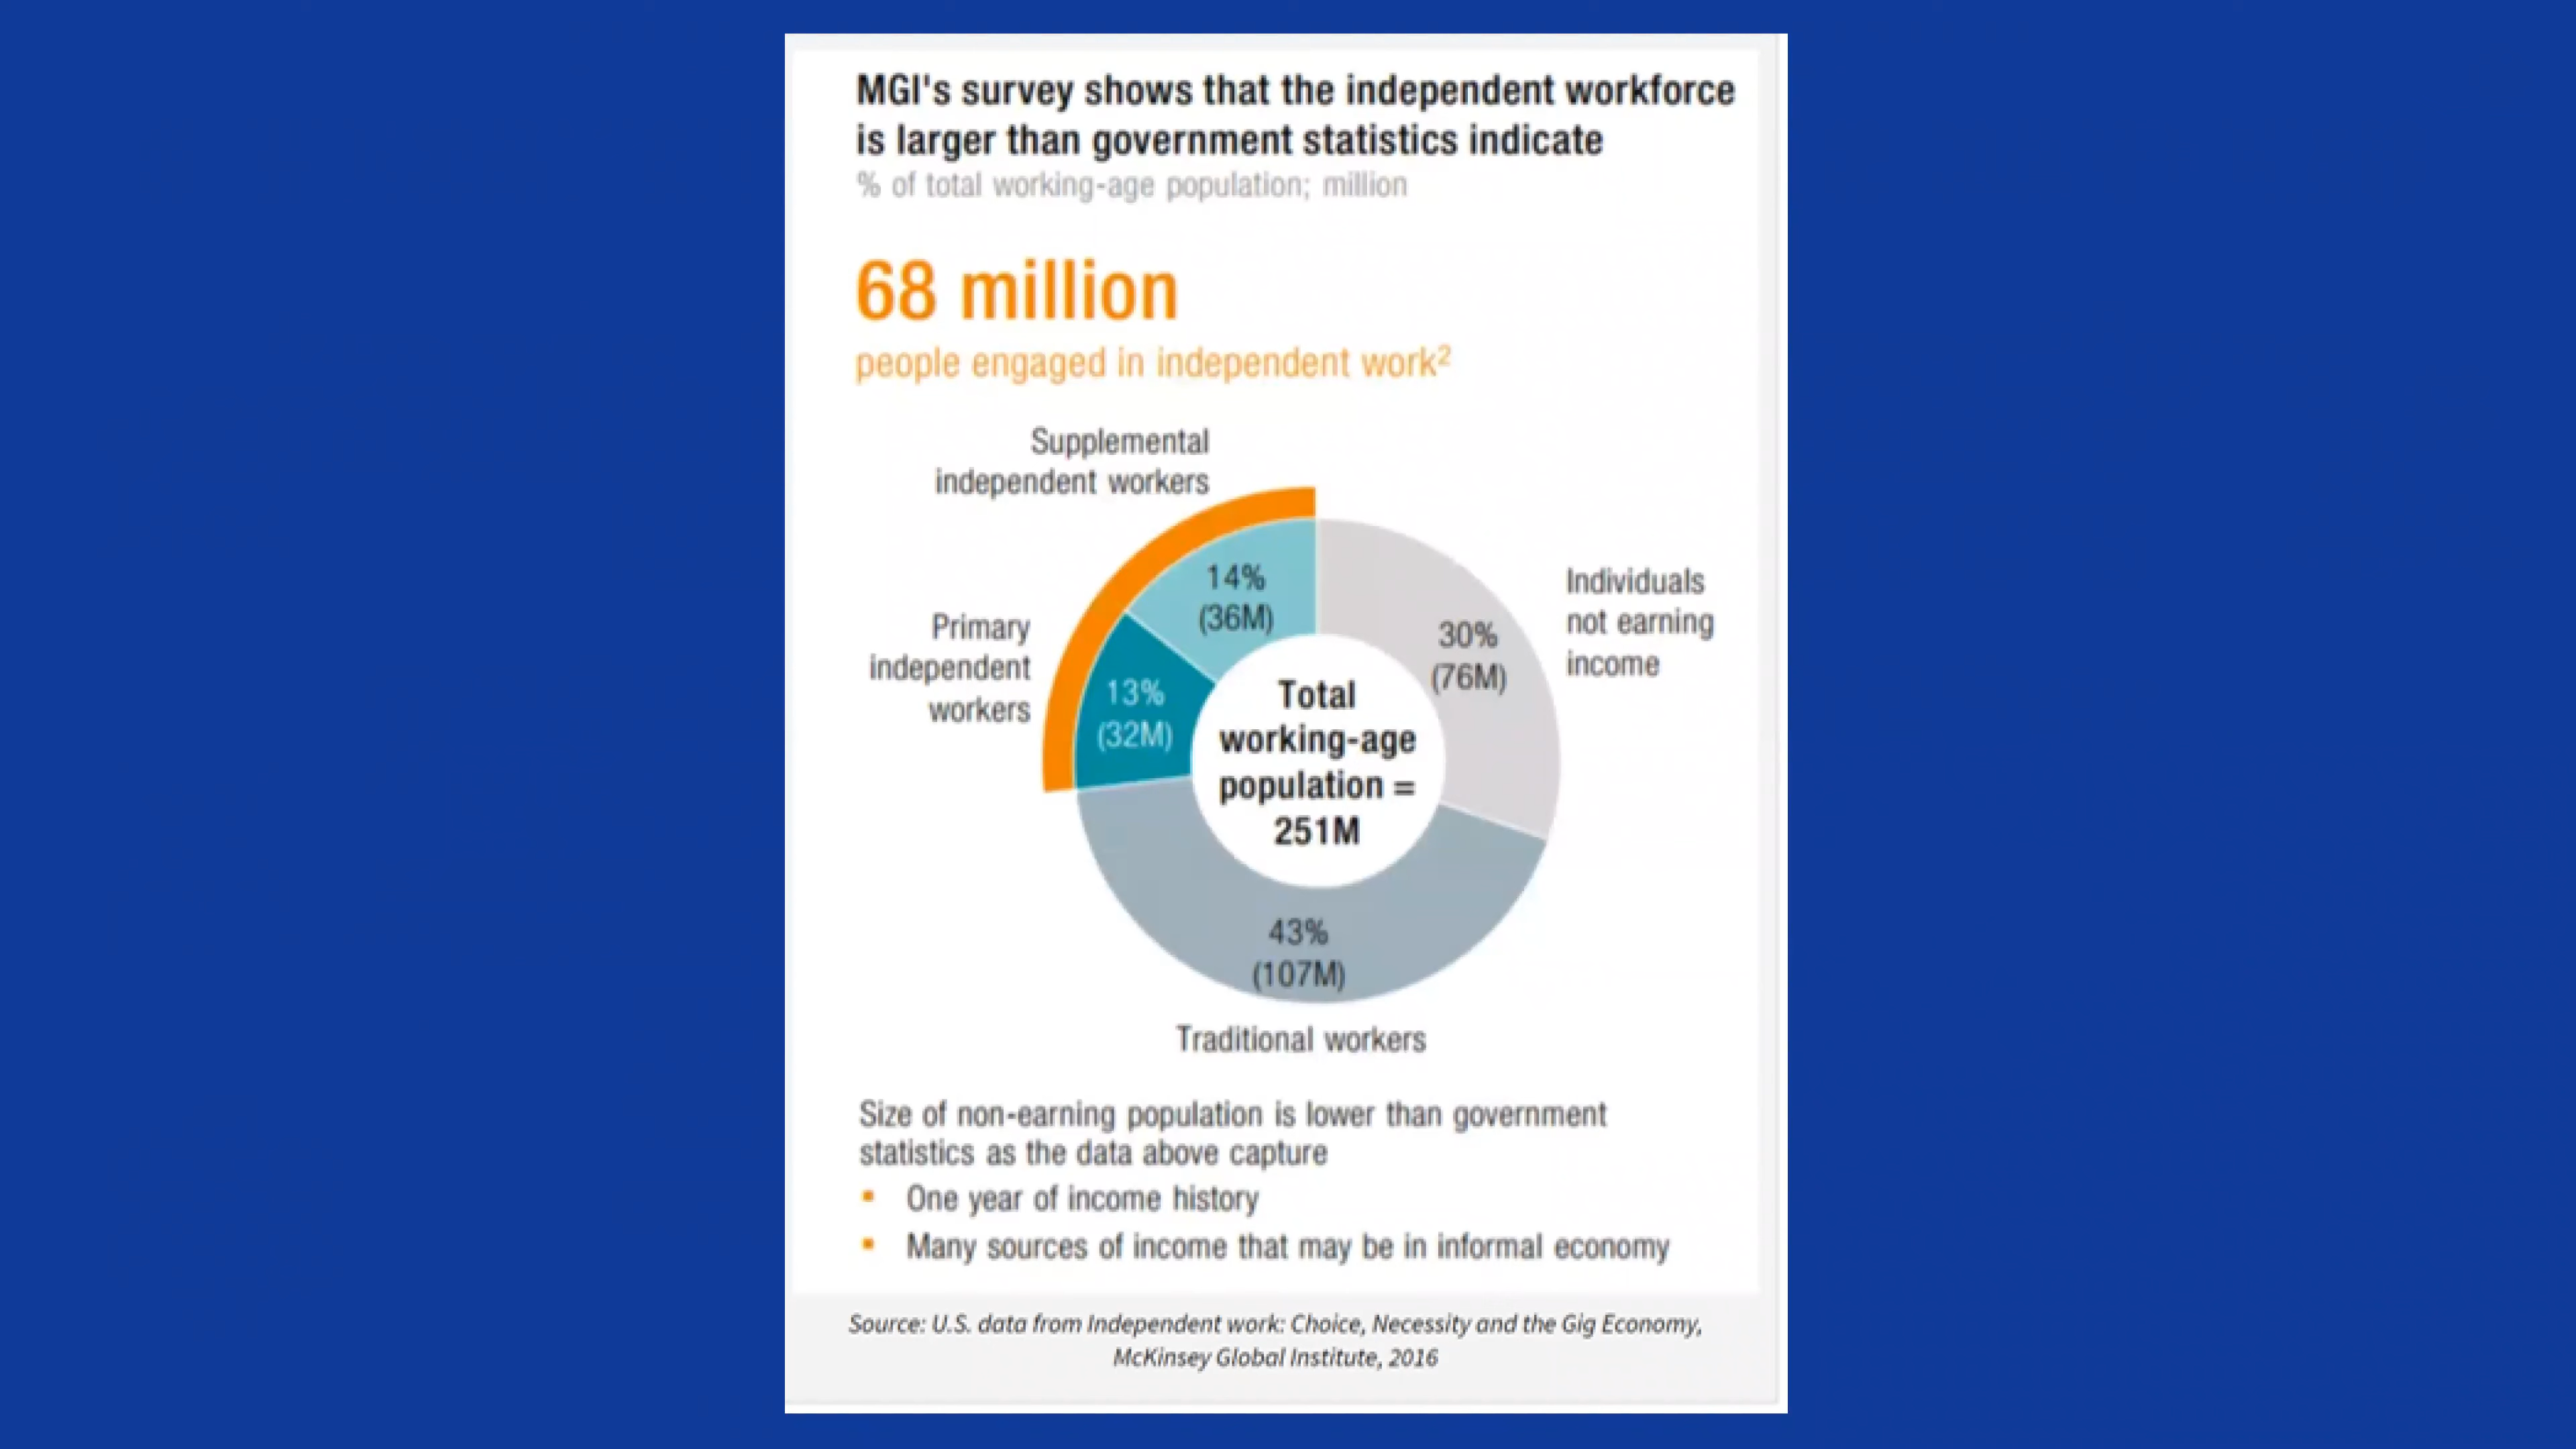 MGI's survey shows that the independent workforce
is larger than government statistics indicate
% of total working-age population; million
68 million
people engaged in independent work²
Supplemental
independent workers
14%
(36M)
Primary
independent
workers
13%
(32M)
Individuals
not earning
income
30%
(76M)
Total
working-age
population =
251M
43%
(107M)
Traditional workers
Size of non-earning population is lower than government
statistics as the data above capture
▪ One year of income history
▪ Many sources of income that may be in informal economy
Source: U.S. data from Independent work: Choice, Necessity and the Gig Economy,
McKinsey Global Institute, 2016